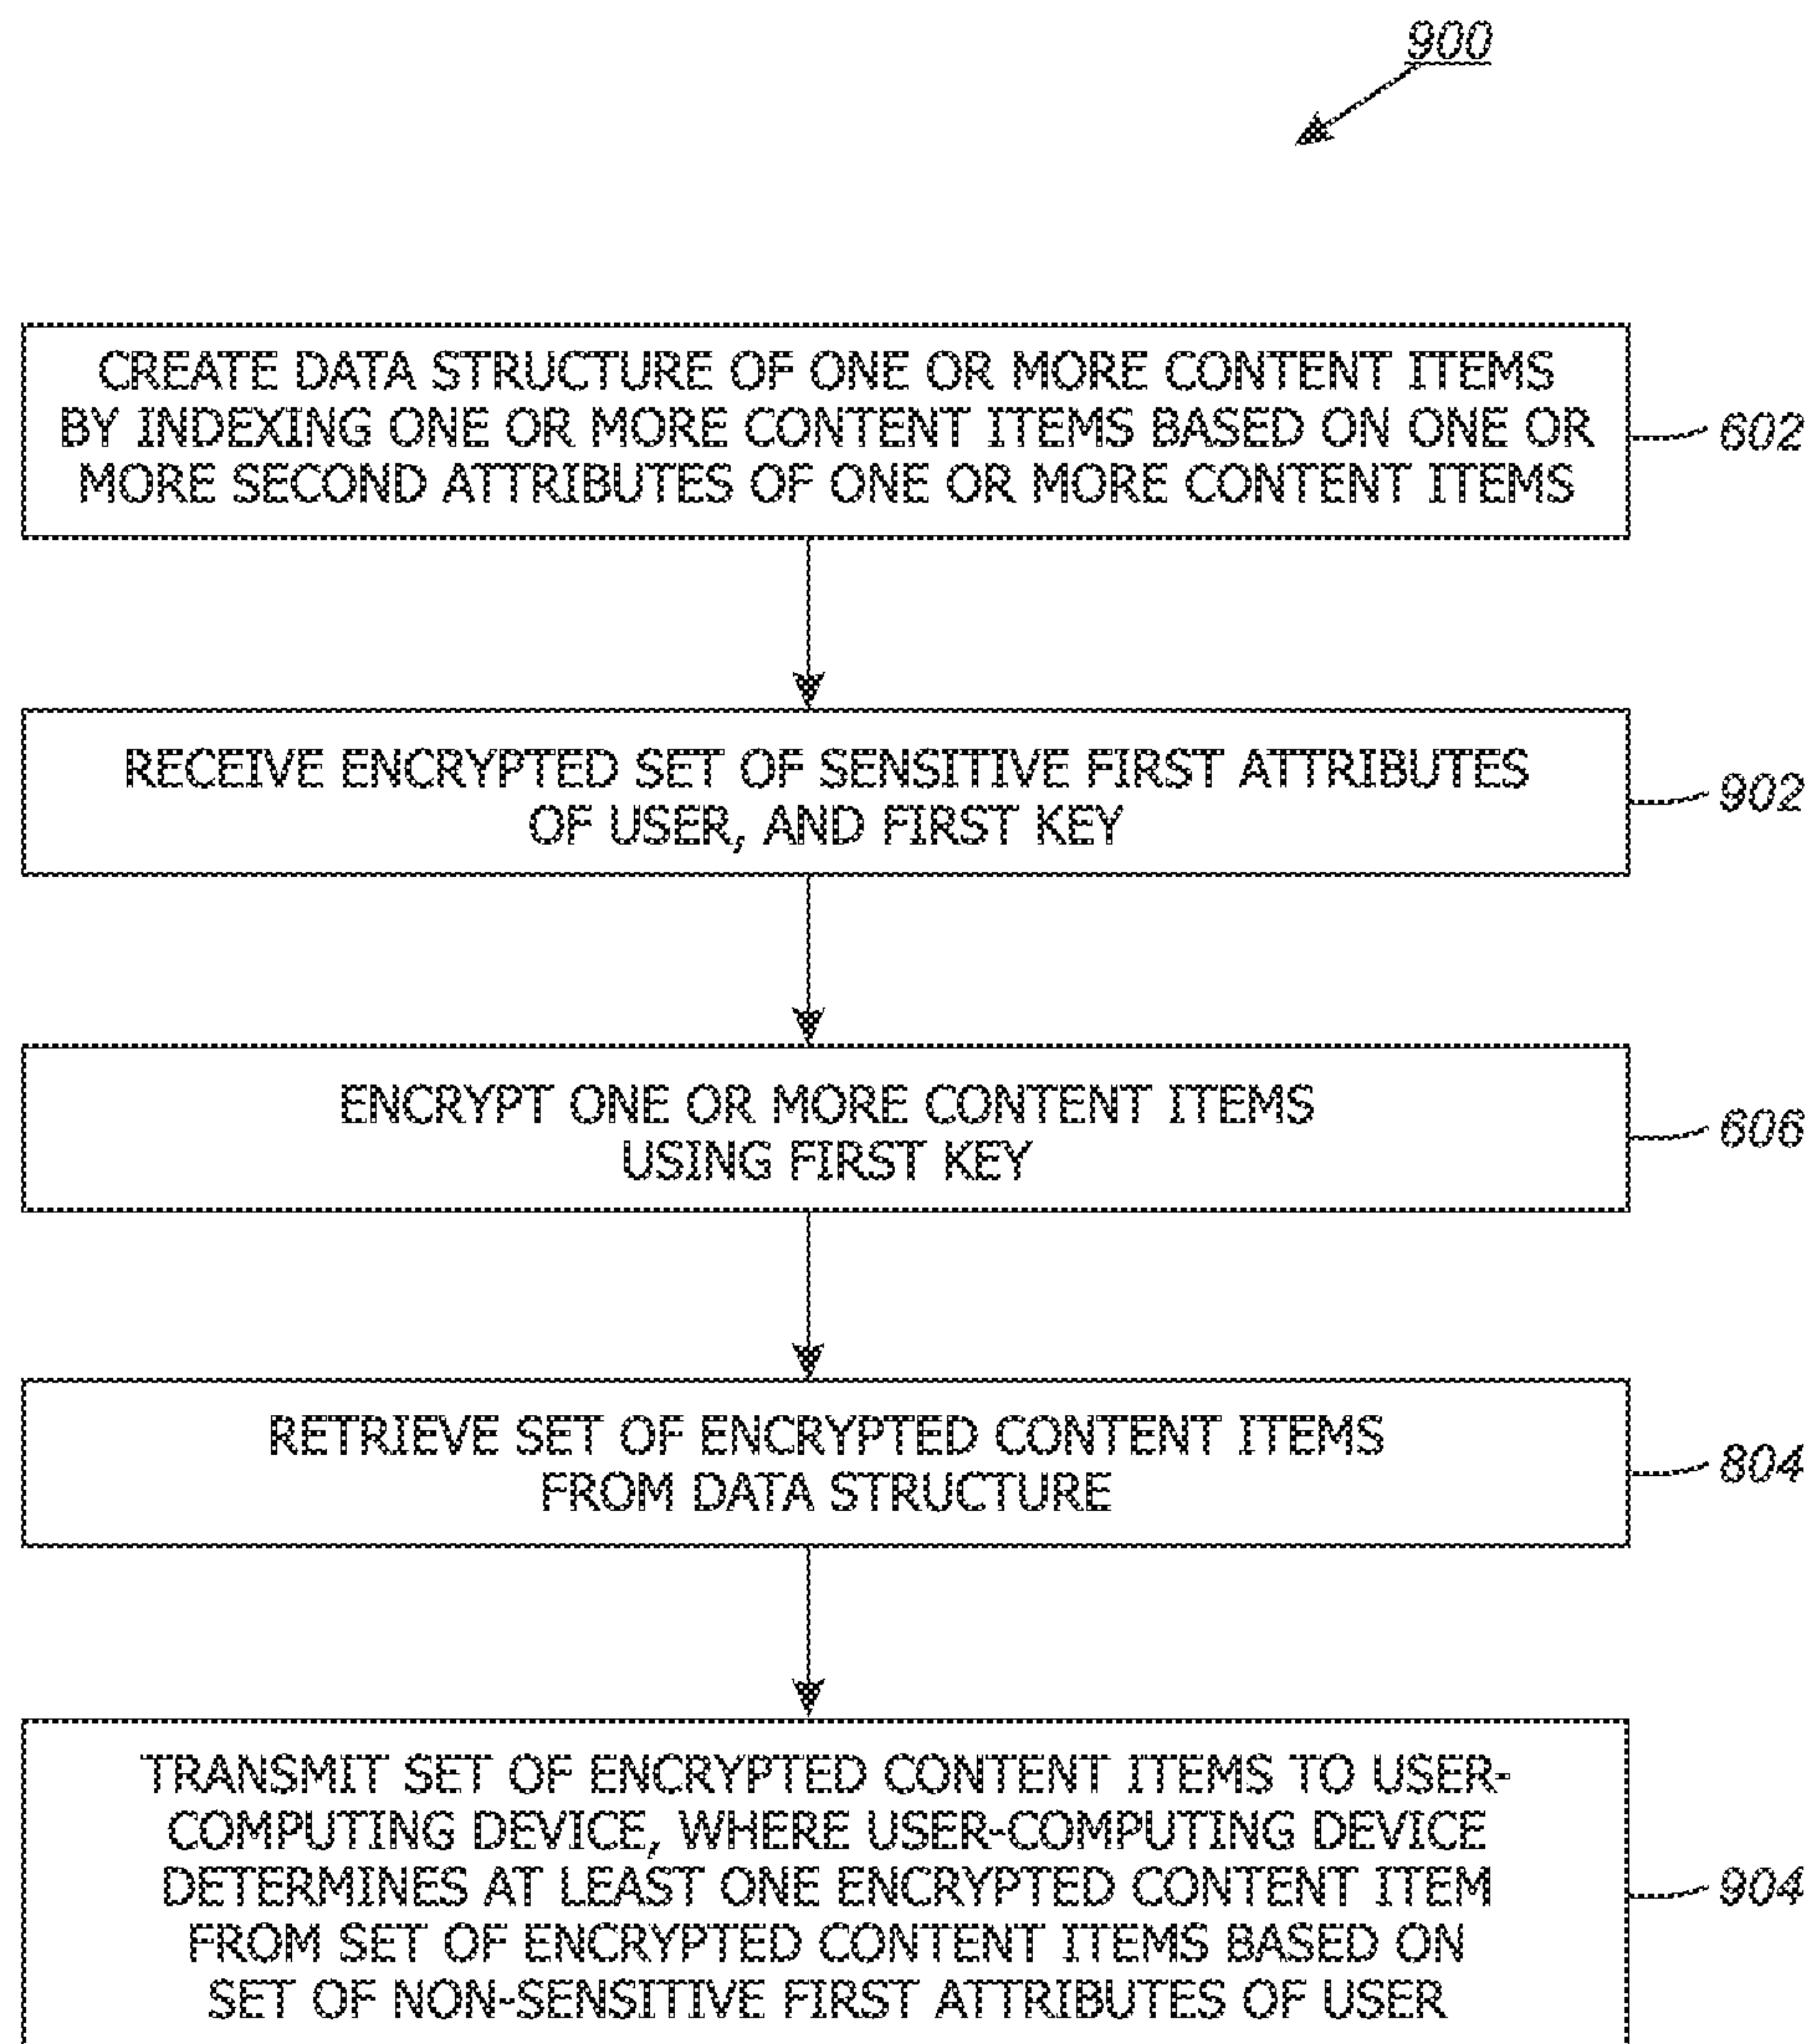 900
CREATE DATA STRUCTURE OF ONE OR MORE CONTENT ITEMS
BY INDEXING ONE OR MORE CONTENT ITEMS BASED ON ONE OR
MORE SECOND ATTRIBUTES OF ONE OR MORE CONTENT ITEMS
602
RECEIVE ENCRYPTED SET OF SENSITIVE FIRST ATTRIBUTES
OF USER, AND FIRST KEY
902
ENCRYPT ONE OR MORE CONTENT ITEMS
USING FIRST KEY
606
RETRIEVE SET OF ENCRYPTED CONTENT ITEMS
FROM DATA STRUCTURE
804
TRANSMIT SET OF ENCRYPTED CONTENT ITEMS TO USER-
COMPUTING DEVICE, WHERE USER-COMPUTING DEVICE
DETERMINES AT LEAST ONE ENCRYPTED CONTENT ITEM
FROM SET OF ENCRYPTED CONTENT ITEMS BASED ON
SET OF NON-SENSITIVE FIRST ATTRIBUTES OF USER
904